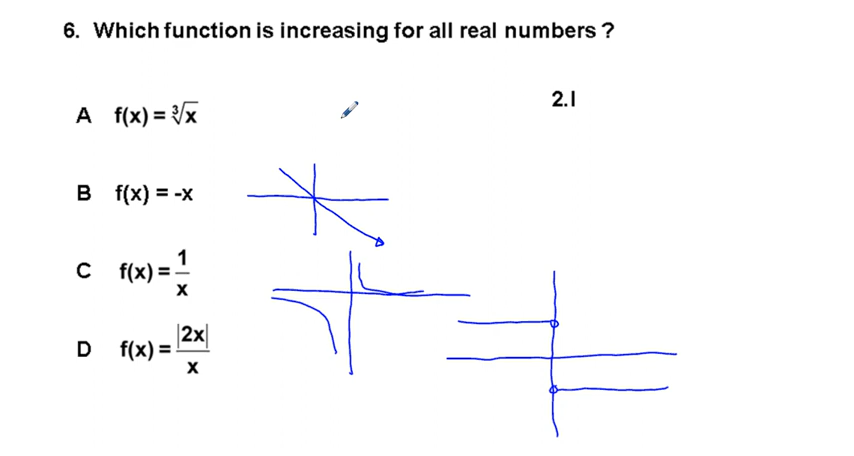 6. Which function is increasing for all real numbers ?
2.I
A f(x) = ∛x
B f(x) = -x
C f(x) = 1/x
D f(x) = |2x|/x